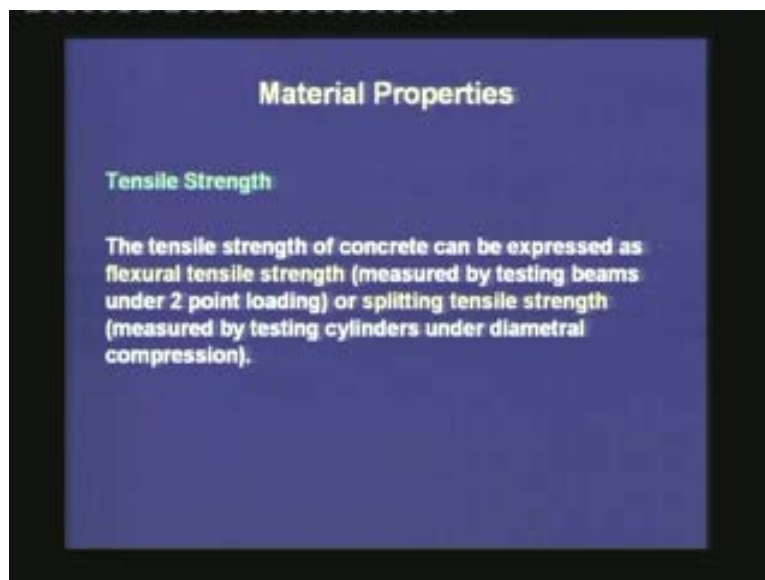 Material Properties
Tensile Strength
The tensile strength of concrete can be expressed as
flexural tensile strength (measured by testing beams
under 2 point loading) or splitting tensile strength
(measured by testing cylinders under diametral
compression).